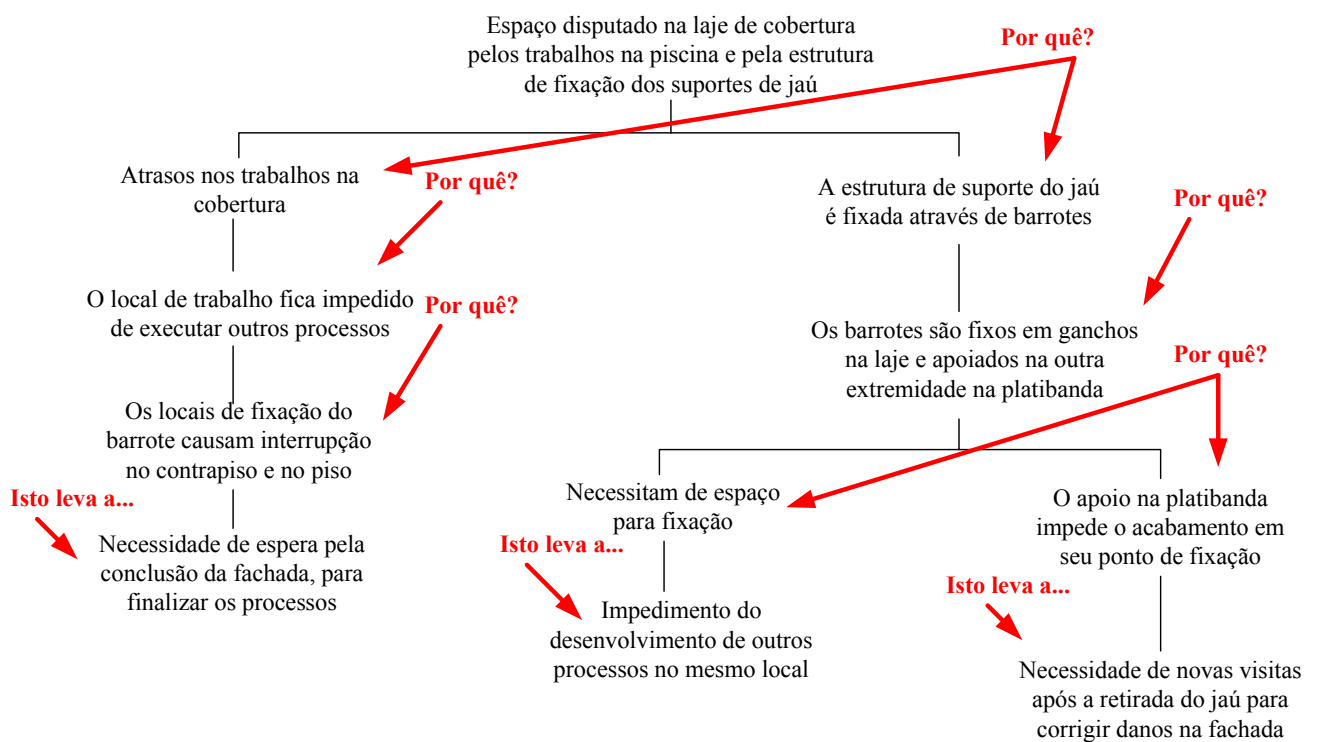 Espaço disputado na laje de cobertura
pelos trabalhos na piscina e pela estrutura
de fixação dos suportes de jaú
Por quê?
Atrasos nos trabalhos na
cobertura
Por quê?
A estrutura de suporte do jaú
é fixada através de barrotes
Por quê?
O local de trabalho fica impedido
de executar outros processos
Por quê?
Os barrotes são fixos em ganchos
na laje e apoiados na outra
extremidade na platibanda
Por quê?
Os locais de fixação do
barrote causam interrupção
no contrapiso e no piso
Isto leva a...
Necessidade de espera pela
conclusão da fachada, para
finalizar os processos
Necessitam de espaço
para fixação
Isto leva a...
Impedimento do
desenvolvimento de outros
processos no mesmo local
O apoio na platibanda
impede o acabamento em
seu ponto de fixação
Isto leva a...
Necessidade de novas visitas
após a retirada do jaú para
corrigir danos na fachada